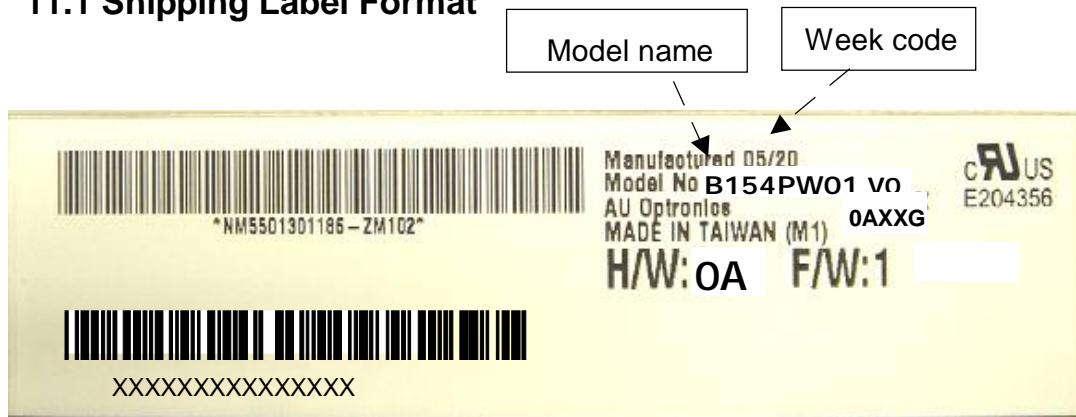 11.1 Shipping Label Format
Model name
Week code
Manufactured 05/20
Model No B154PW01 V0
AU Optronics
0AXXG
MADE IN TAIWAN (M1)
H/W:0A F/W:1
c US
E204356
*NM5501301185-ZM102*
XXXXXXXXXXXXXXX